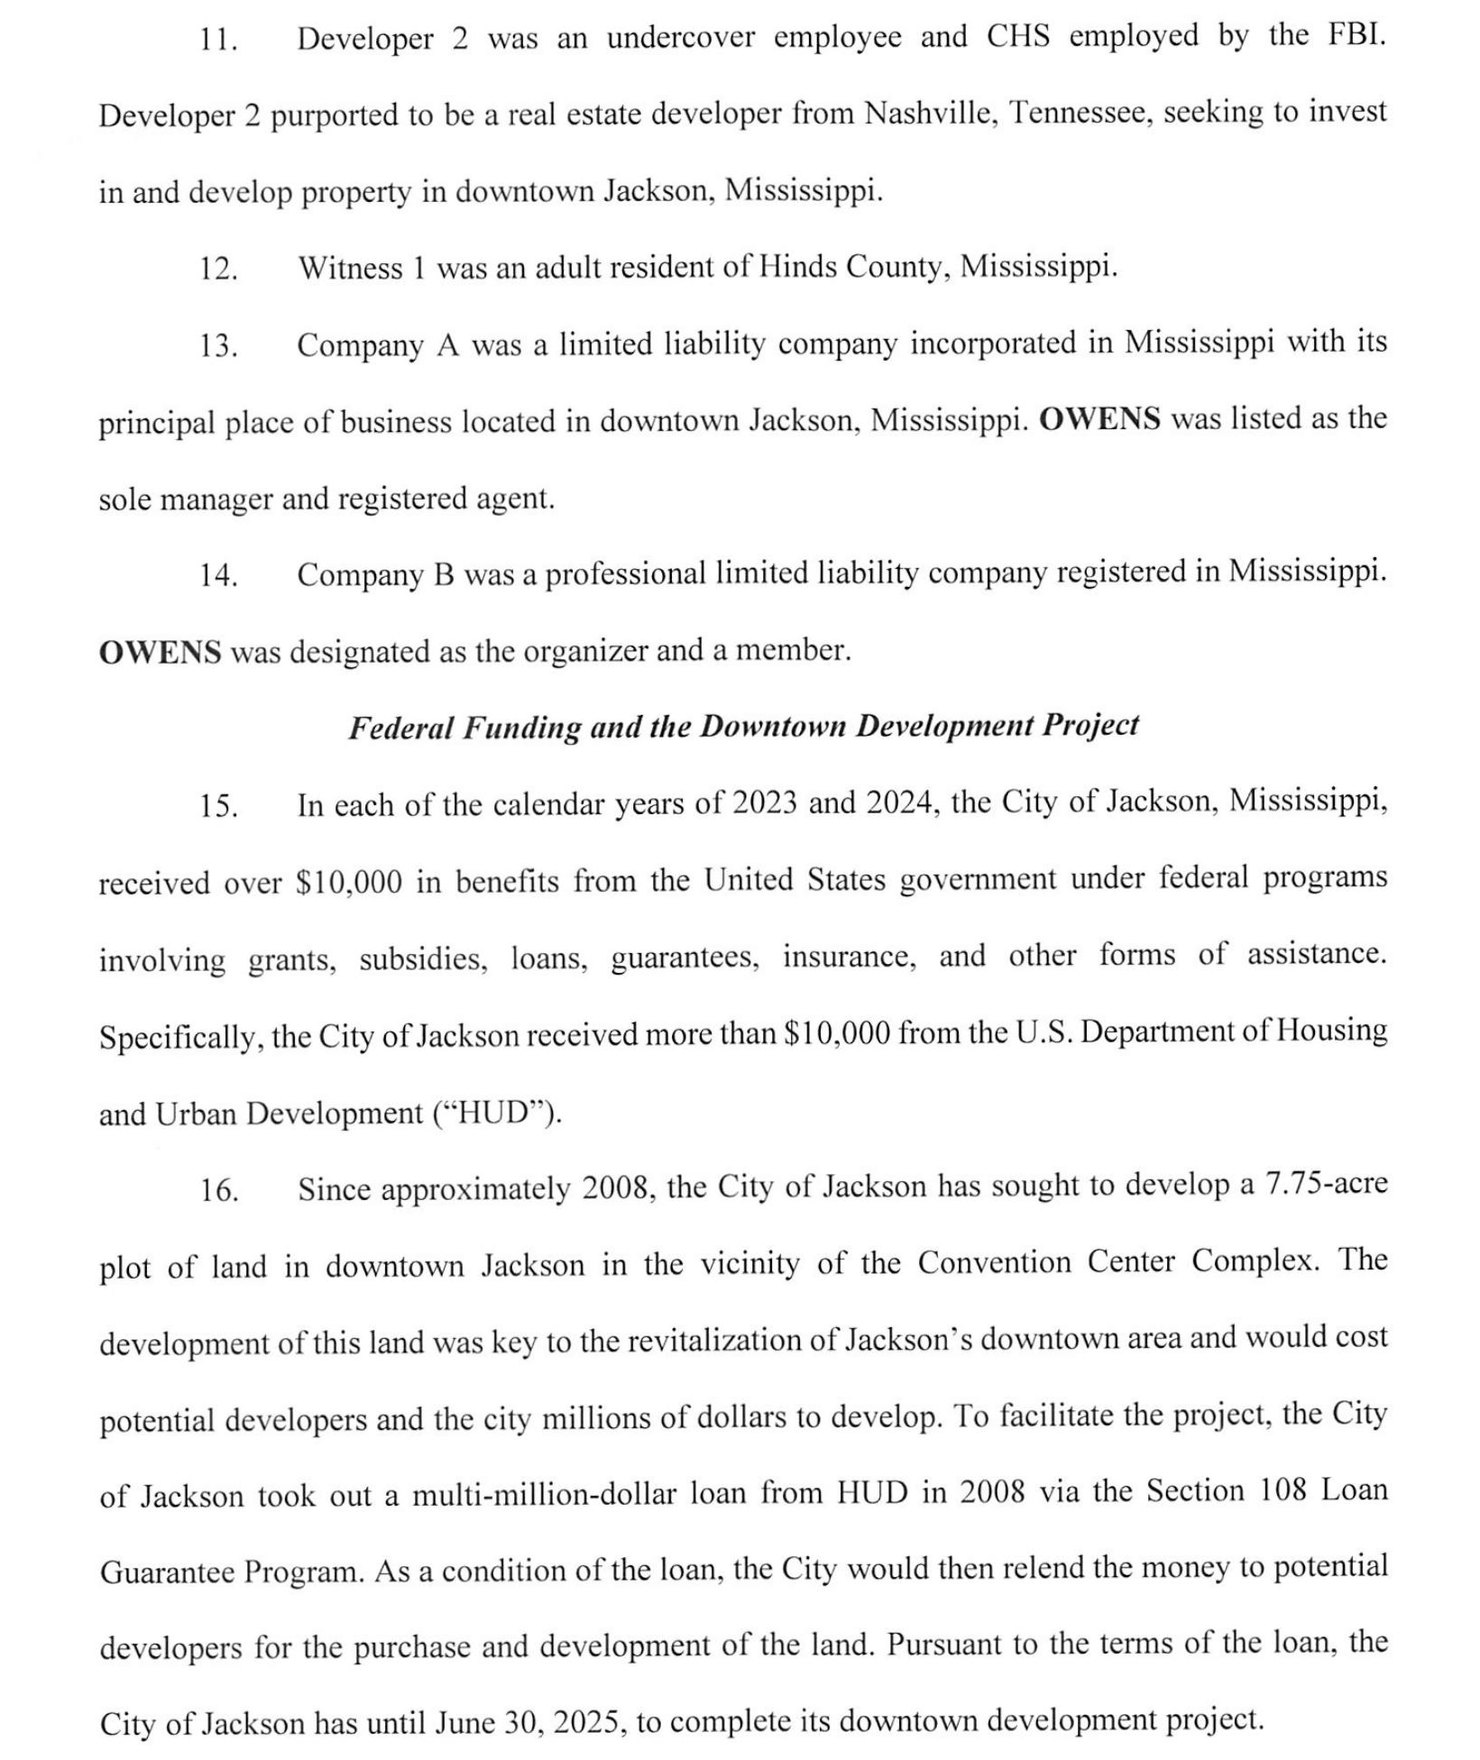 11. Developer 2 was an undercover employee and CHS employed by the FBI.
Developer 2 purported to be a real estate developer from Nashville, Tennessee, seeking to invest
in and develop property in downtown Jackson, Mississippi.
12. Witness 1 was an adult resident of Hinds County, Mississippi.
13. Company A was a limited liability company incorporated in Mississippi with its
principal place of business located in downtown Jackson, Mississippi. OWENS was listed as the
sole manager and registered agent.
14. Company B was a professional limited liability company registered in Mississippi.
OWENS was designated as the organizer and a member.
Federal Funding and the Downtown Development Project
15. In each of the calendar years of 2023 and 2024, the City of Jackson, Mississippi,
received over $10,000 in benefits from the United States government under federal programs
involving grants, subsidies, loans, guarantees, insurance, and other forms of assistance.
Specifically, the City of Jackson received more than $10,000 from the U.S. Department of Housing
and Urban Development (“HUD”).
16. Since approximately 2008, the City of Jackson has sought to develop a 7.75-acre
plot of land in downtown Jackson in the vicinity of the Convention Center Complex. The
development of this land was key to the revitalization of Jackson’s downtown area and would cost
potential developers and the city millions of dollars to develop. To facilitate the project, the City
of Jackson took out a multi-million-dollar loan from HUD in 2008 via the Section 108 Loan
Guarantee Program. As a condition of the loan, the City would then relend the money to potential
developers for the purchase and development of the land. Pursuant to the terms of the loan, the
City of Jackson has until June 30, 2025, to complete its downtown development project.